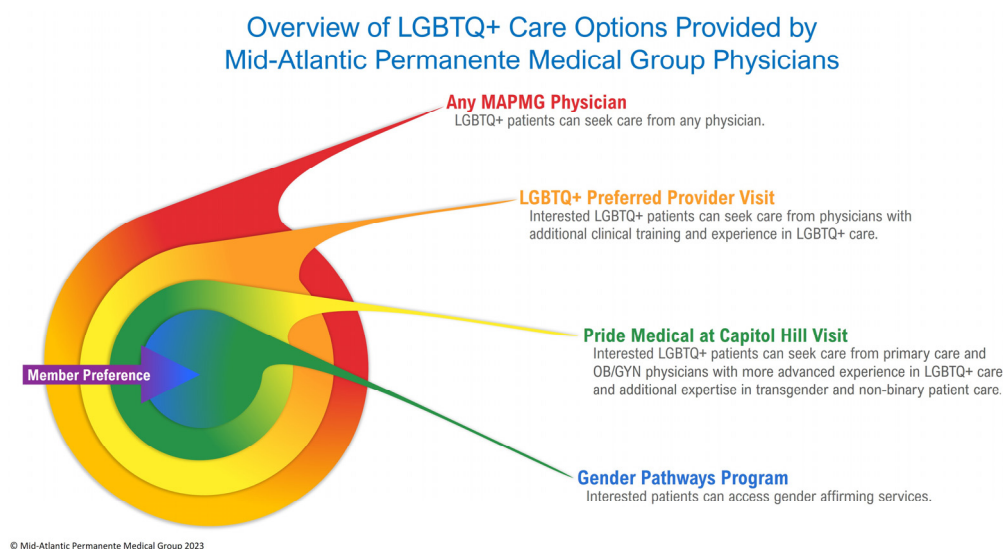 Overview of LGBTQ+ Care Options Provided by
Mid-Atlantic Permanente Medical Group Physicians
Any MAPMG Physician
LGBTQ+ patients can seek care from any physician.
LGBTQ+ Preferred Provider Visit
Interested LGBTQ+ patients can seek care from physicians with
additional clinical training and experience in LGBTQ+ care.
Pride Medical at Capitol Hill Visit
Interested LGBTQ+ patients can seek care from primary care and
OB/GYN physicians with more advanced experience in LGBTQ+ care
and additional expertise in transgender and non-binary patient care.
Member Preference
Gender Pathways Program
Interested patients can access gender affirming services.
© Mid-Atlantic Permanente Medical Group 2023